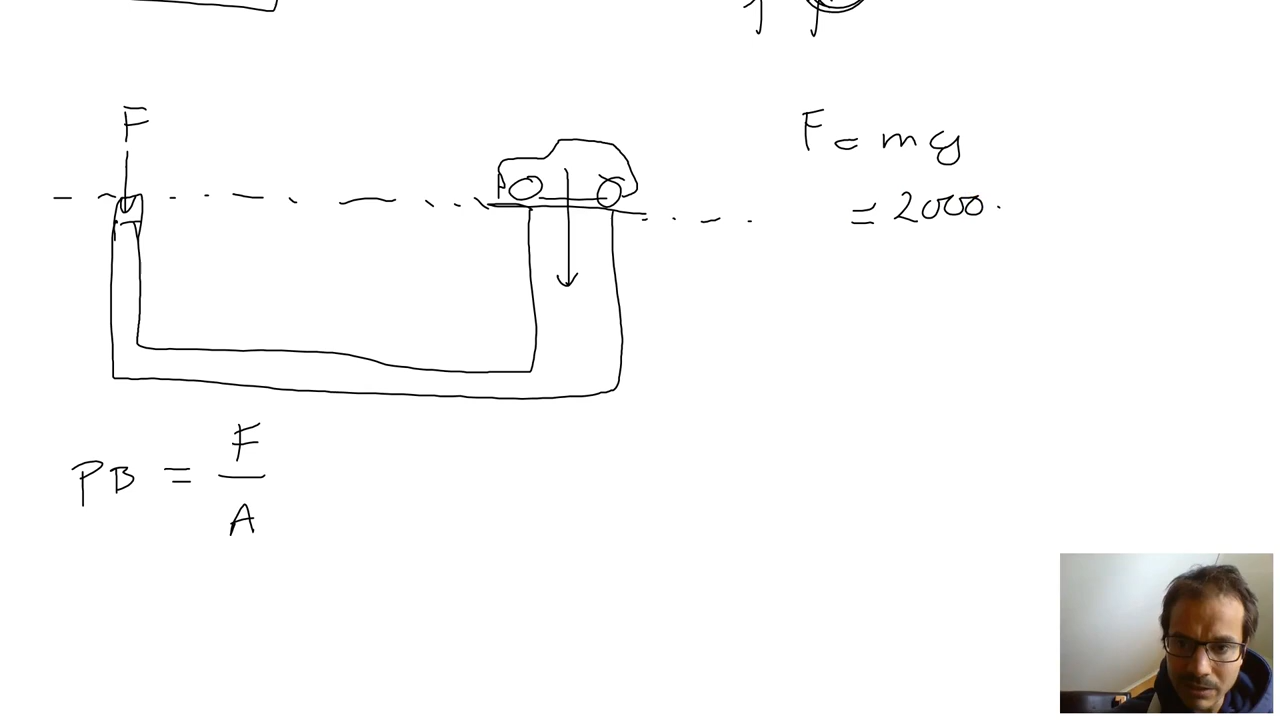 F
F = mg
= 2000.
PB = F
A